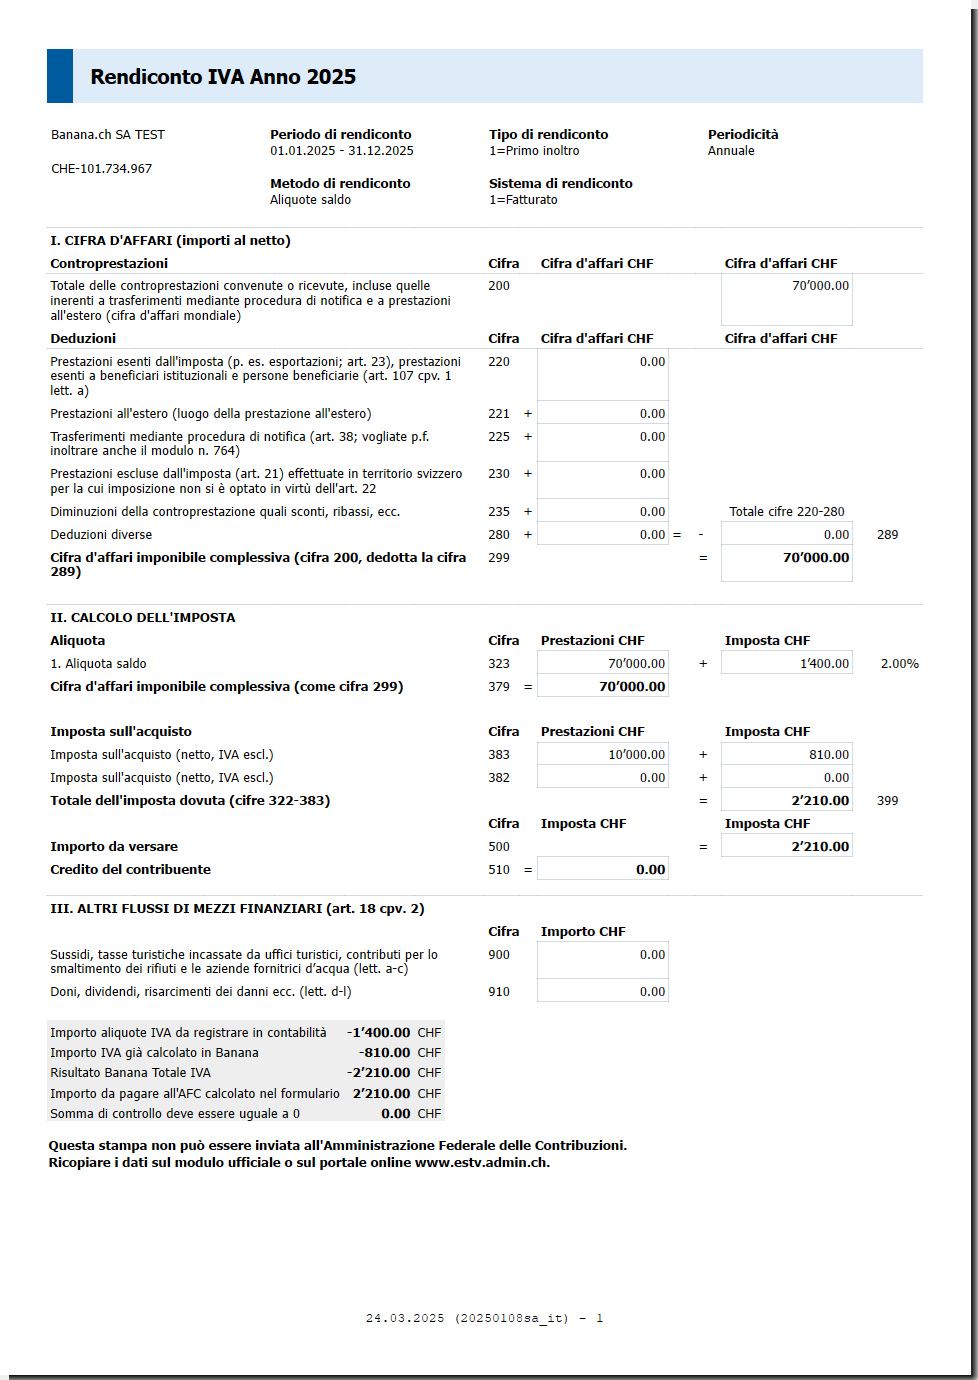 Rendiconto IVA Anno 2025
Banana.ch SA TEST
CHE-101.734.967
Periodo di rendiconto
01.01.2025 - 31.12.2025
Metodo di rendiconto
Aliquote saldo
Tipo di rendiconto
1=Primo inoltro
Sistema di rendiconto
1=Fatturato
Periodicità
Annuale
I. CIFRA D'AFFARI (importi al netto)
Controprestazioni Cifra Cifra d'affari CHF Cifra d'affari CHF
Totale delle controprestazioni convenute o ricevute, incluse quelle 200 70’000.00
inerenti a trasferimenti mediante procedura di notifica e a prestazioni
all'estero (cifra d'affari mondiale)
Deduzioni Cifra Cifra d'affari CHF Cifra d'affari CHF
Prestazioni esenti dall'imposta (p. es. esportazioni; art. 23), prestazioni 220 0.00
esenti a beneficiari istituzionali e persone beneficiarie (art. 107 cpv. 1
lett. a)
Prestazioni all'estero (luogo della prestazione all'estero) 221 + 0.00
Trasferimenti mediante procedura di notifica (art. 38; vogliate p.f. 225 + 0.00
inoltrare anche il modulo n. 764)
Prestazioni escluse dall'imposta (art. 21) effettuate in territorio svizzero 230 + 0.00
per la cui imposizione non si è optato in virtù dell'art. 22
Diminuzioni della controprestazione quali sconti, ribassi, ecc. 235 + 0.00 Totale cifre 220-280
Deduzioni diverse 280 + 0.00 = - 0.00 289
Cifra d'affari imponibile complessiva (cifra 200, dedotta la cifra 299 = 70’000.00
289)
II. CALCOLO DELL'IMPOSTA
Aliquota Cifra Prestazioni CHF Imposta CHF
1. Aliquota saldo 323 70’000.00 + 1’400.00 2.00%
Cifra d'affari imponibile complessiva (come cifra 299) 379 = 70’000.00
Imposta sull'acquisto Cifra Prestazioni CHF Imposta CHF
Imposta sull'acquisto (netto, IVA escl.) 383 10’000.00 + 810.00
Imposta sull'acquisto (netto, IVA escl.) 382 0.00 + 0.00
Totale dell'imposta dovuta (cifre 322-383) = 2’210.00 399
Cifra Imposta CHF Imposta CHF
Importo da versare 500 = 2’210.00
Credito del contribuente 510 = 0.00
III. ALTRI FLUSSI DI MEZZI FINANZIARI (art. 18 cpv. 2)
Cifra Importo CHF
Sussidi, tasse turistiche incassate da uffici turistici, contributi per lo 900 0.00
smaltimento dei rifiuti e le aziende fornitrici d’acqua (lett. a-c)
Doni, dividendi, risarcimenti dei danni ecc. (lett. d-l) 910 0.00
Importo aliquote IVA da registrare in contabilità -1’400.00 CHF
Importo IVA già calcolato in Banana -810.00 CHF
Risultato Banana Totale IVA -2’210.00 CHF
Importo da pagare all'AFC calcolato nel formulario 2’210.00 CHF
Somma di controllo deve essere uguale a 0 0.00 CHF
Questa stampa non può essere inviata all'Amministrazione Federale delle Contribuzioni.
Ricopiare i dati sul modulo ufficiale o sul portale online www.estv.admin.ch.
24.03.2025 (20250108sa_it) - 1